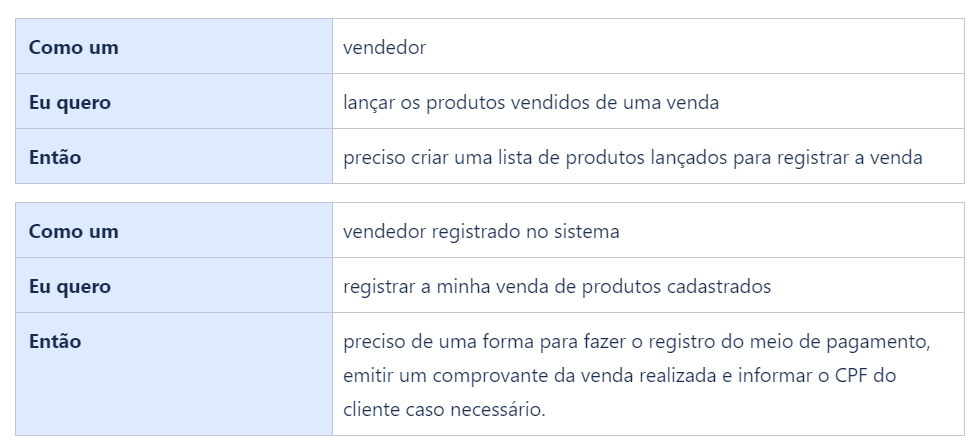 Como um vendedor
Eu quero lançar os produtos vendidos de uma venda
Então preciso criar uma lista de produtos lançados para registrar a venda
Como um vendedor registrado no sistema
Eu quero registrar a minha venda de produtos cadastrados
Então preciso de uma forma para fazer o registro do meio de pagamento,
emitir um comprovante da venda realizada e informar o CPF do
cliente caso necessário.